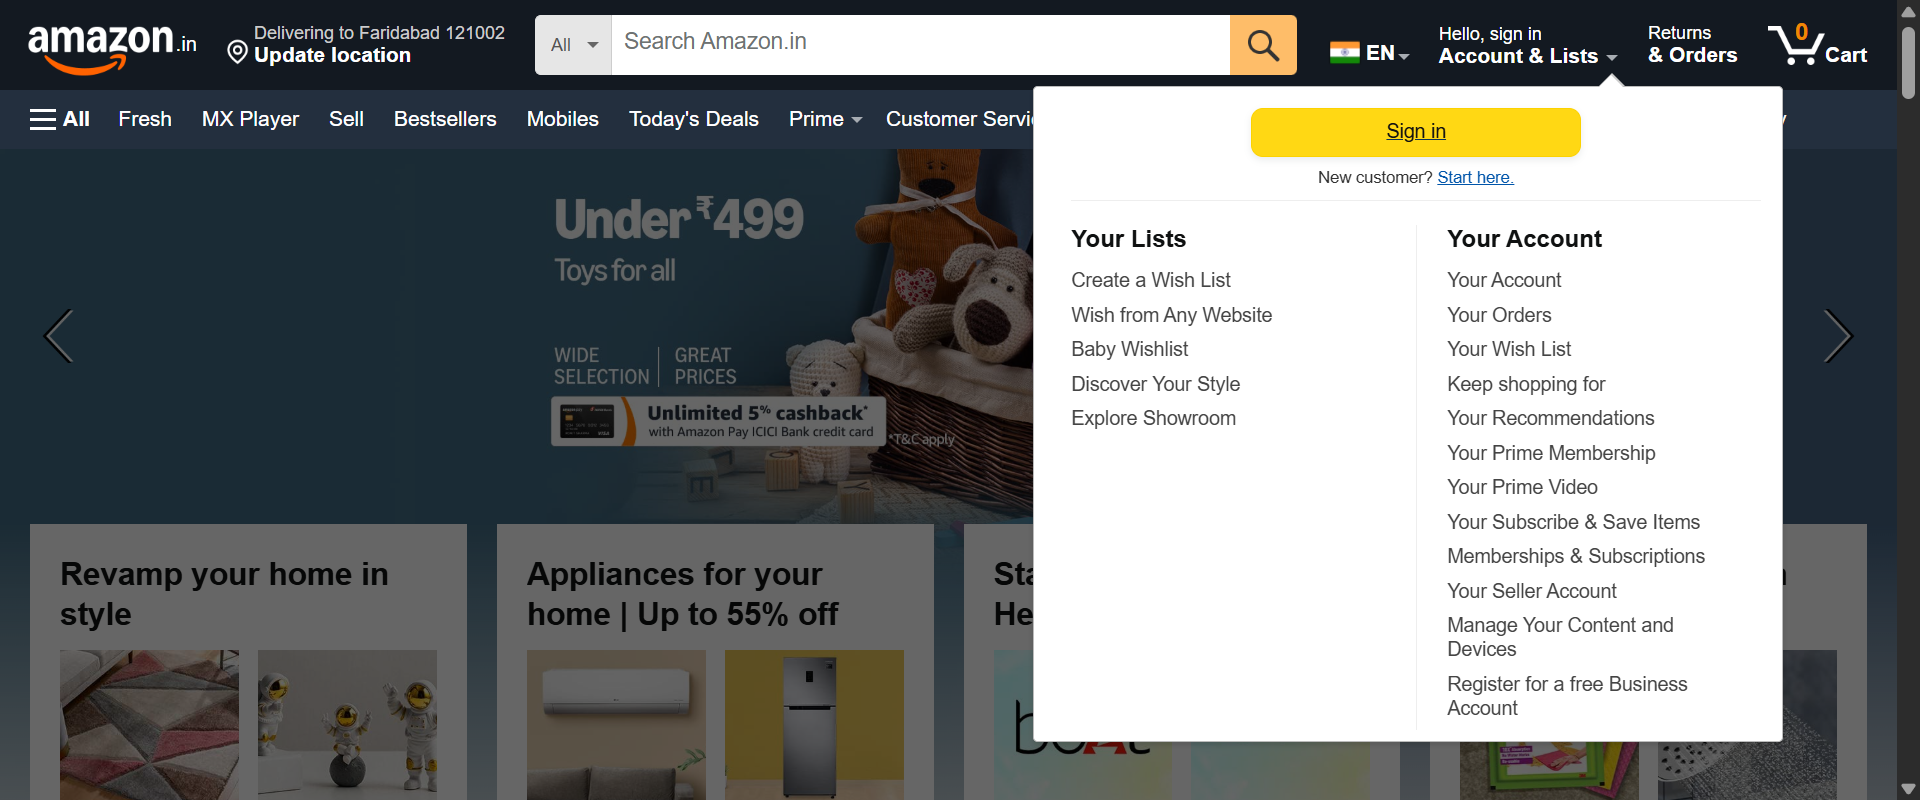 amazon.in
Delivering to Faridabad 121002
Update location
All
Search Amazon.in
EN
Hello, sign in
Account & Lists
Returns
& Orders
0
Cart
All
Fresh
MX Player
Sell
Bestsellers
Mobiles
Today's Deals
Prime
Customer Servi
Sign in
New customer? Start here.
Your Lists
Create a Wish List
Wish from Any Website
Baby Wishlist
Discover Your Style
Explore Showroom
Your Account
Your Account
Your Orders
Your Wish List
Keep shopping for
Your Recommendations
Your Prime Membership
Your Prime Video
Your Subscribe & Save Items
Memberships & Subscriptions
Your Seller Account
Manage Your Content and
Devices
Register for a free Business
Account
Under ₹499
Toys for all
WIDE
SELECTION
GREAT
PRICES
Unlimited 5% cashback*
with Amazon Pay ICICI Bank credit card
*T&C apply
Revamp your home in
style
Appliances for your
home | Up to 55% off
Sta
He
boAt